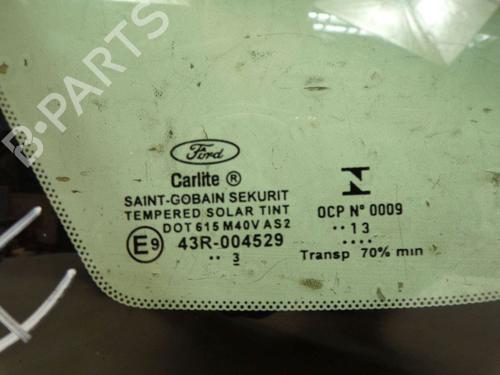 B-PARTS
Ford
Carlite ®
SAINT-GOBAIN SEKURIT
TEMPERED SOLAR TINT
DOT 615 M40V AS2
E9 43R-004529
.. 3
N
OCP Nº 0009
..13
....
Transp 70% min